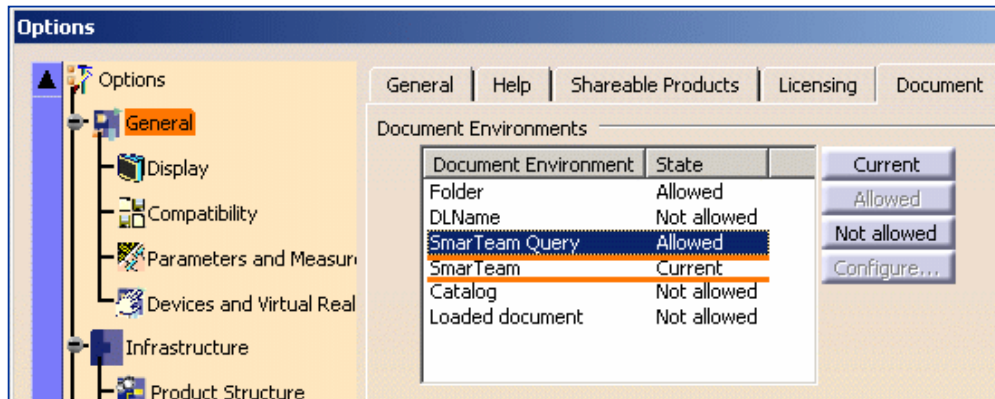 Options
Options
General
Display
Compatibility
Parameters and Measur
Devices and Virtual Real
Infrastructure
Product Structure
General Help Shareable Products Licensing Document
Document Environments
Document Environment State
Folder Allowed
DLName Not allowed
SmarTeam Query Allowed
SmarTeam Current
Catalog Not allowed
Loaded document Not allowed
Current
Allowed
Not allowed
Configure...